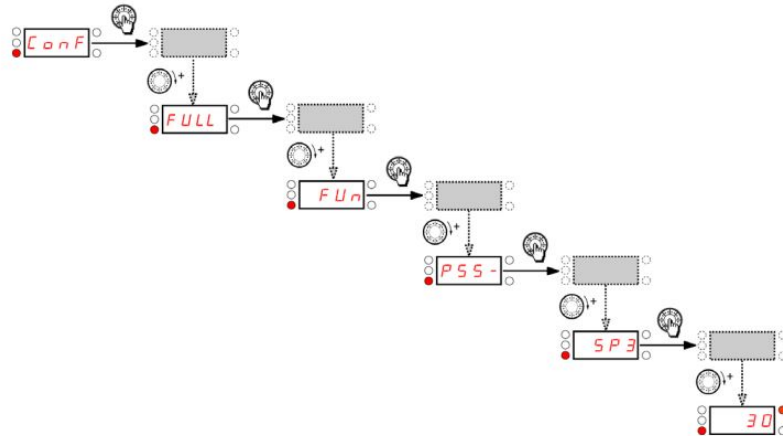 ConF
+
FULL
+
FUn
+
PSS-
+
SP3
+
30